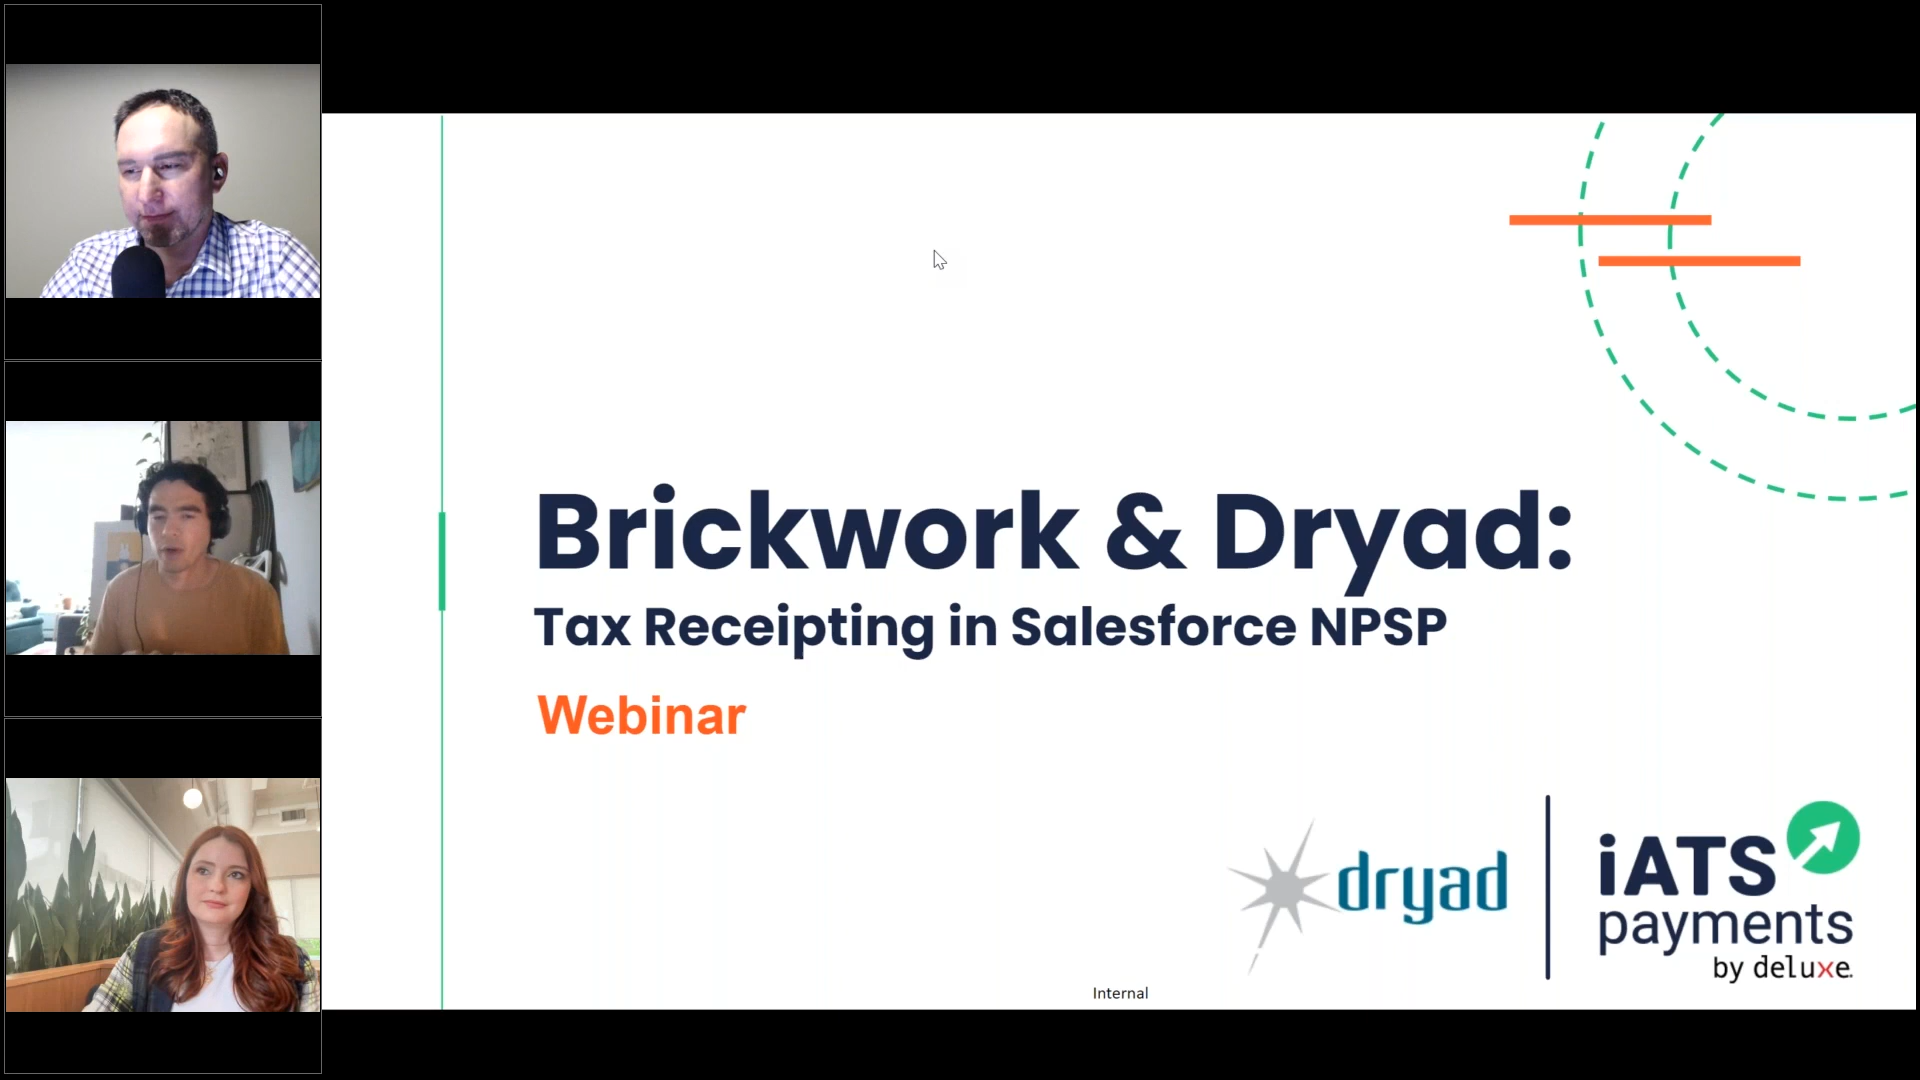 Brickwork & Dryad:
Tax Receipting in Salesforce NPSP
Webinar
dryad
iATS
payments
by deluxe.
Internal